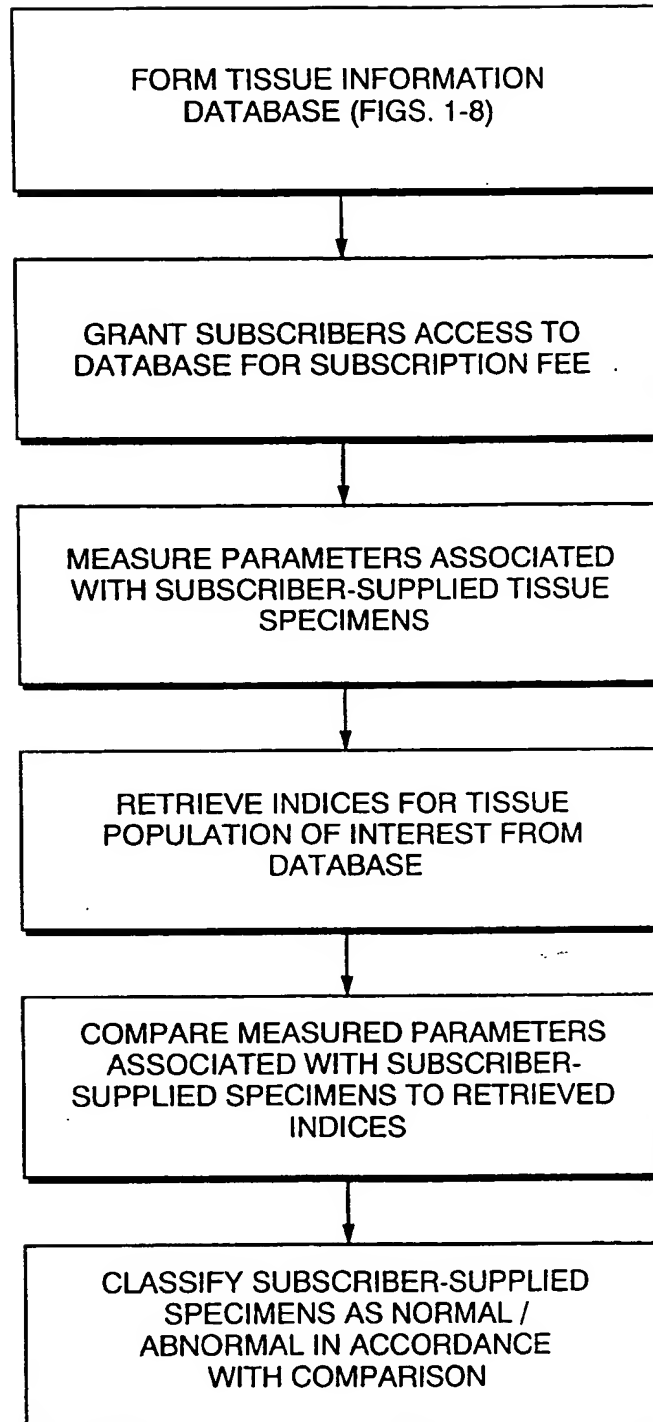 FORM TISSUE INFORMATION
DATABASE (FIGS. 1-8)
GRANT SUBSCRIBERS ACCESS TO
DATABASE FOR SUBSCRIPTION FEE
MEASURE PARAMETERS ASSOCIATED
WITH SUBSCRIBER-SUPPLIED TISSUE
SPECIMENS
RETRIEVE INDICES FOR TISSUE
POPULATION OF INTEREST FROM
DATABASE
COMPARE MEASURED PARAMETERS
ASSOCIATED WITH SUBSCRIBER-
SUPPLIED SPECIMENS TO RETRIEVED
INDICES
CLASSIFY SUBSCRIBER-SUPPLIED
SPECIMENS AS NORMAL /
ABNORMAL IN ACCORDANCE
WITH COMPARISON